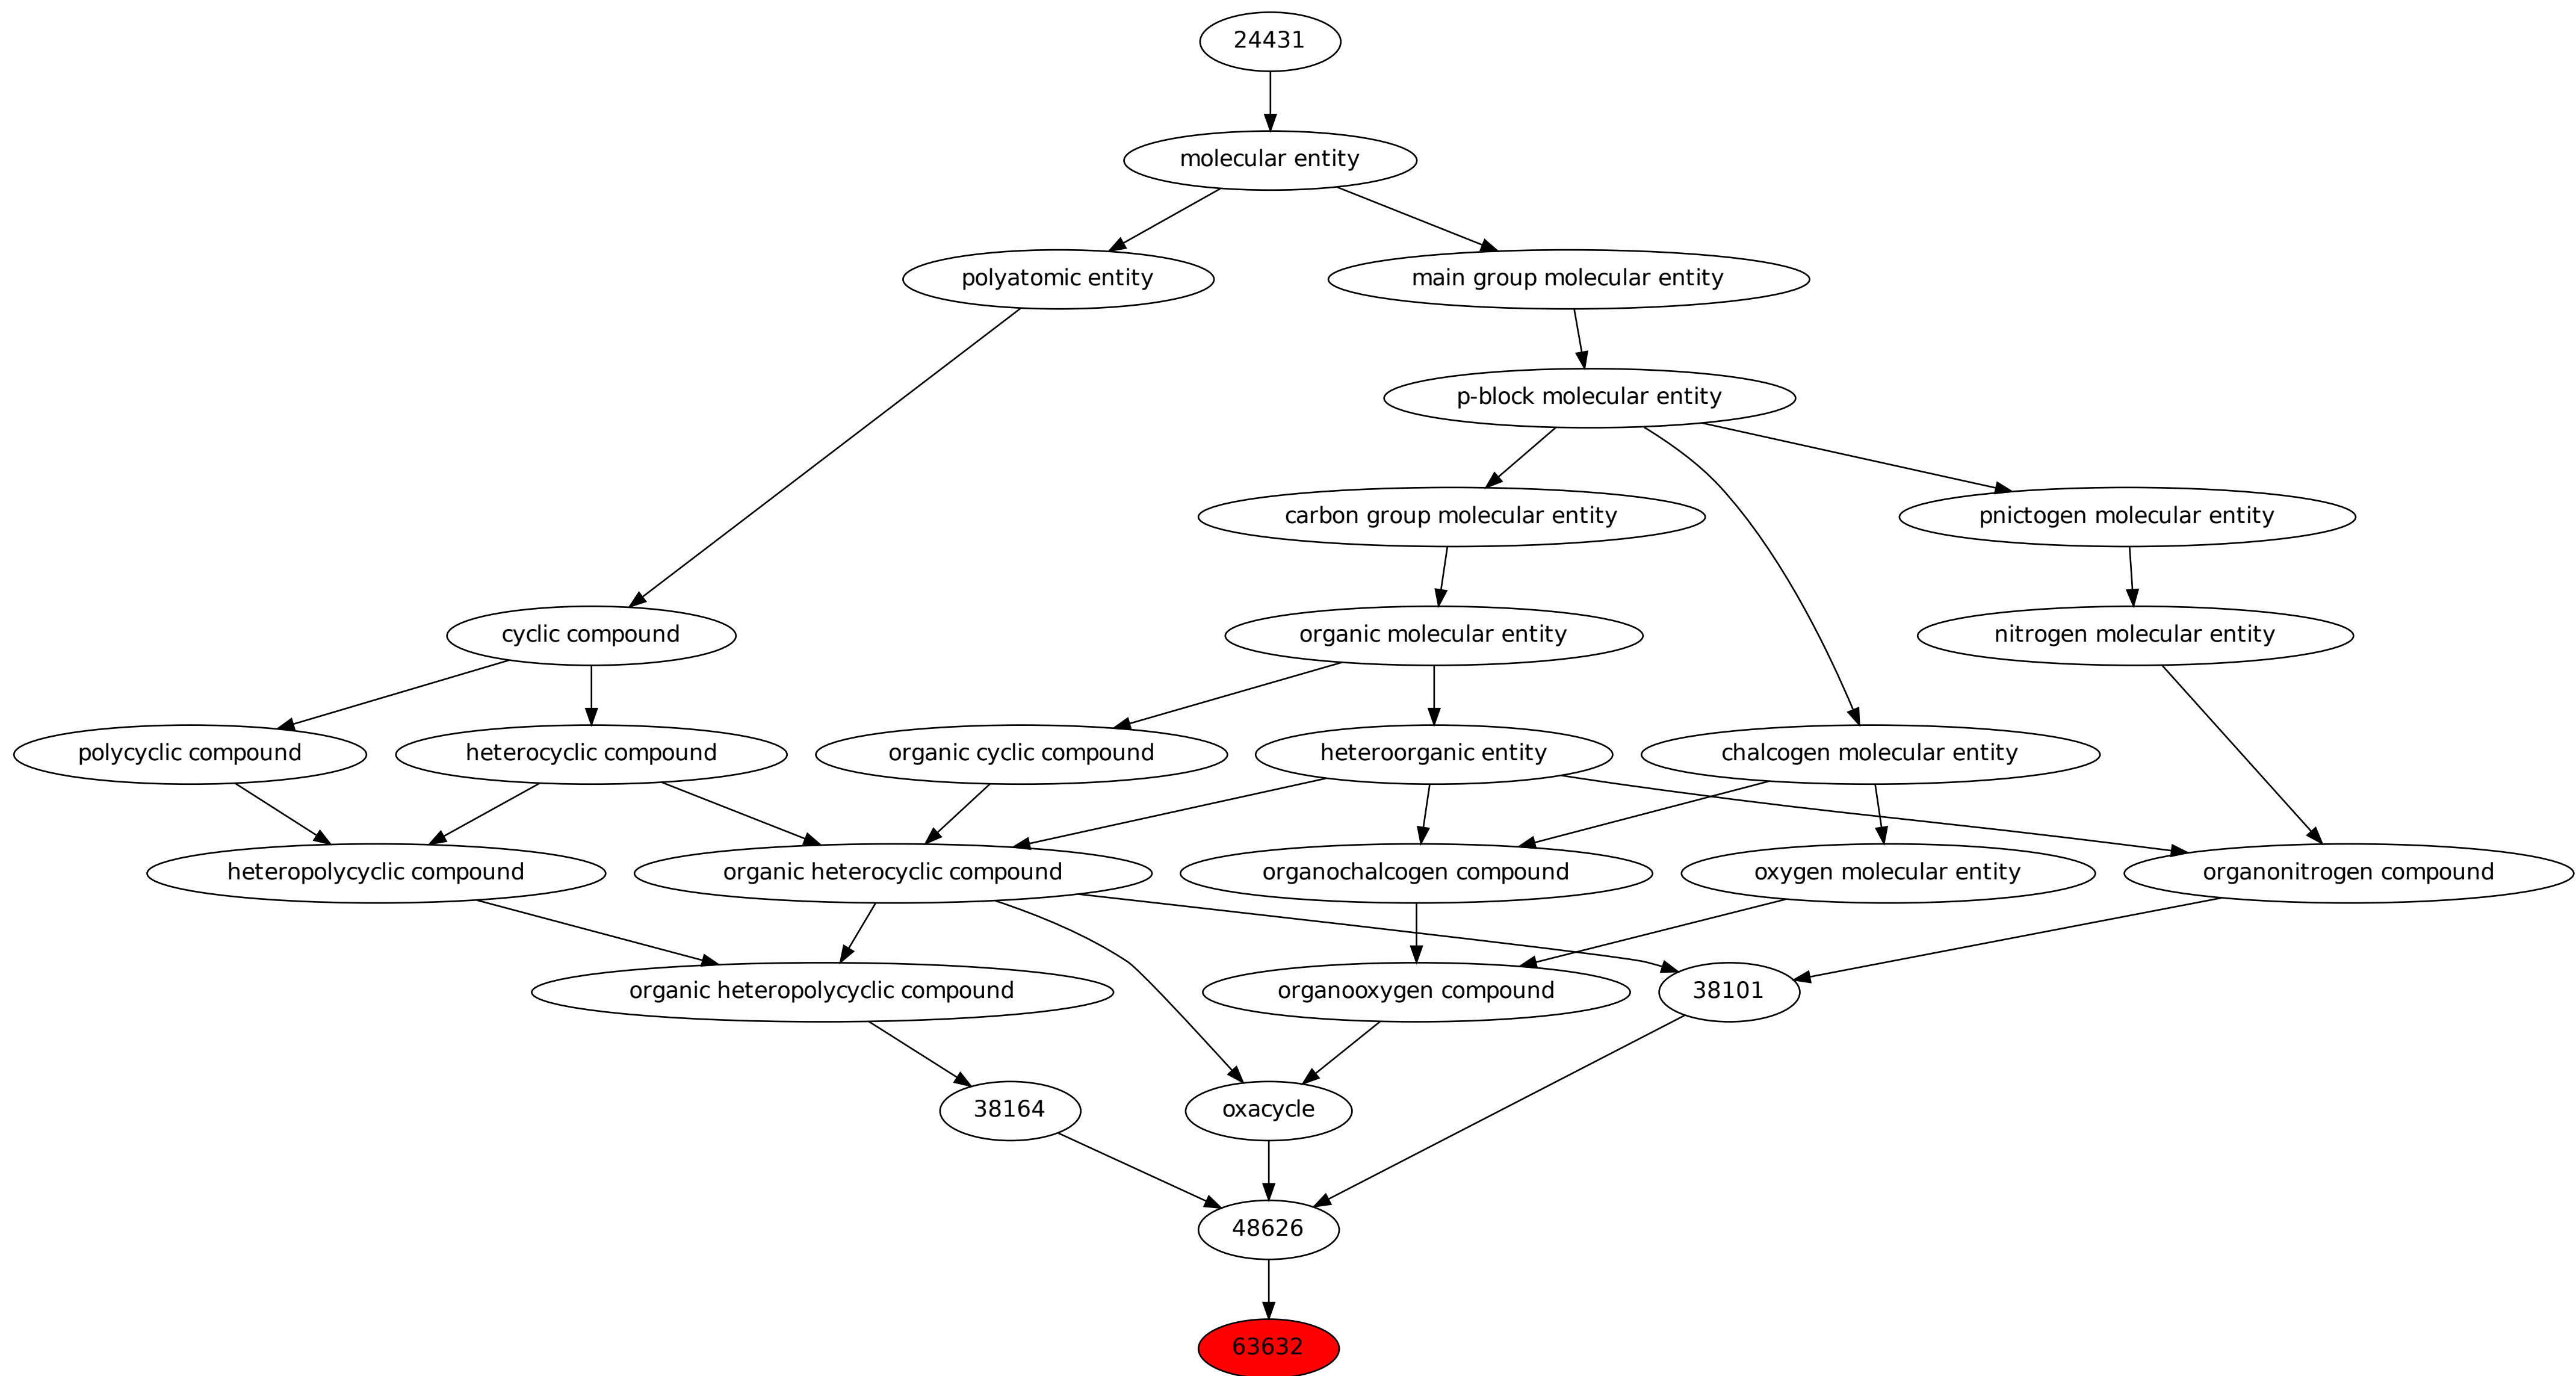 24431
molecular entity
polyatomic entity
main group molecular entity
p-block molecular entity
carbon group molecular entity
pnictogen molecular entity
cyclic compound
organic molecular entity
nitrogen molecular entity
polycyclic compound
heterocyclic compound
organic cyclic compound
heteroorganic entity
chalcogen molecular entity
heteropolycyclic compound
organic heterocyclic compound
organochalcogen compound
oxygen molecular entity
organonitrogen compound
organic heteropolycyclic compound
organooxygen compound
38101
38164
oxacycle
48626
63632